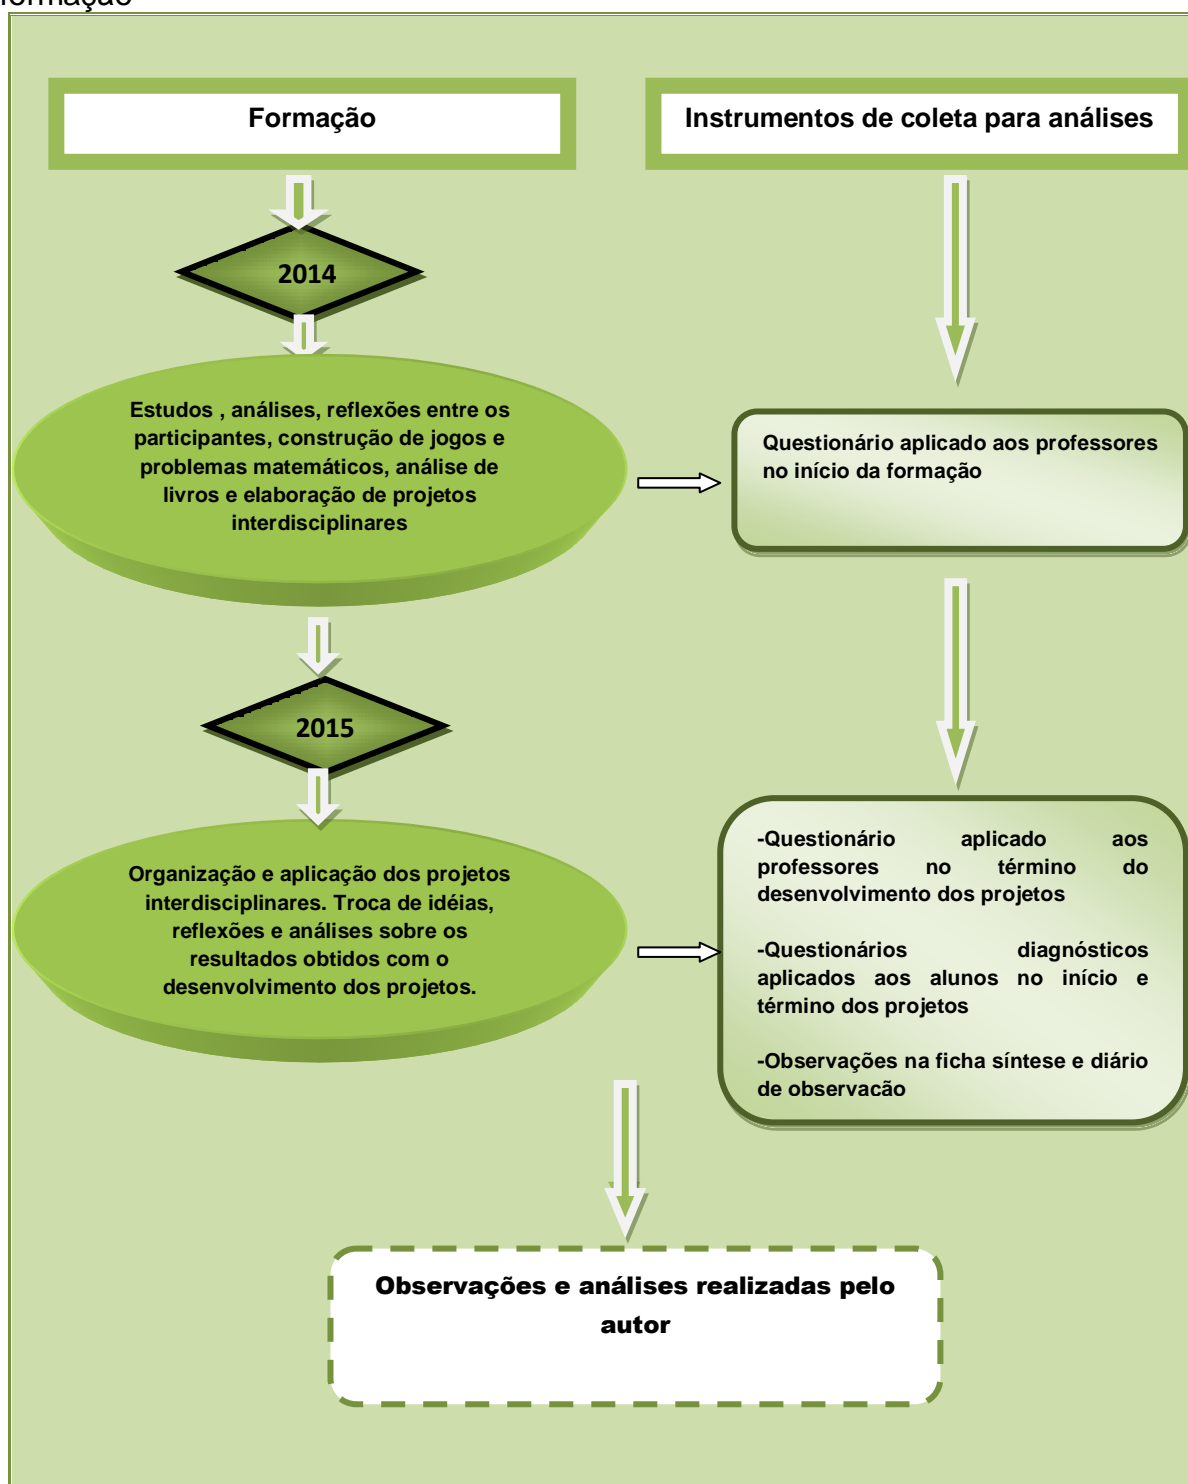 formação
Formação
Instrumentos de coleta para análises
2014
Estudos , análises, reflexões entre os
participantes, construção de jogos e
problemas matemáticos, análise de
livros e elaboração de projetos
interdisciplinares
Questionário aplicado aos professores
no início da formação
2015
Organização e aplicação dos projetos
interdisciplinares. Troca de idéias,
reflexões e análises sobre os
resultados obtidos com o
desenvolvimento dos projetos.
-Questionário aplicado aos
professores no término do
desenvolvimento dos projetos
-Questionários diagnósticos
aplicados aos alunos no início e
término dos projetos
-Observações na ficha síntese e diário
de observacão
Observações e análises realizadas pelo
autor